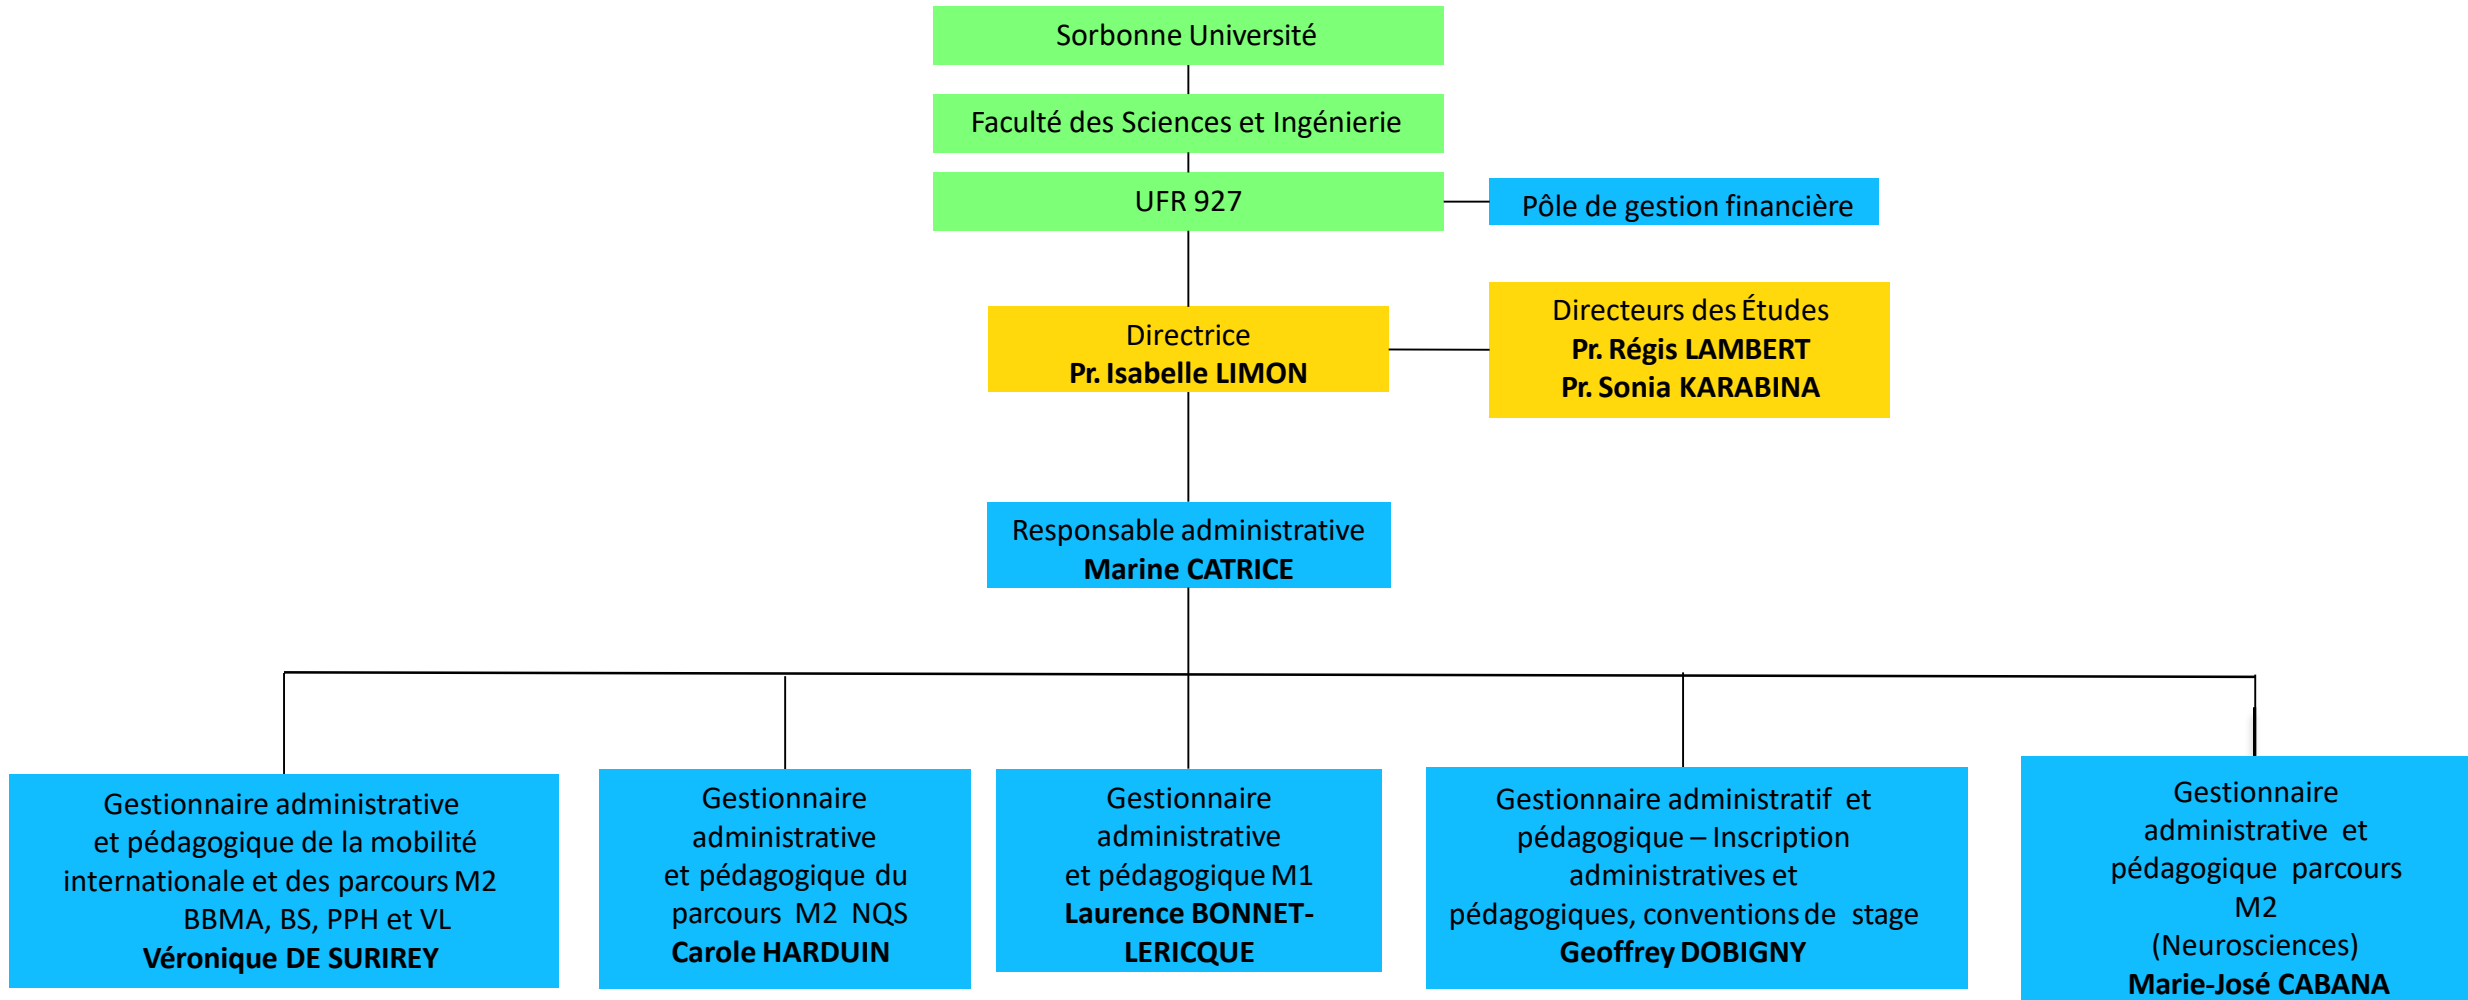 Sorbonne Université
Faculté des Sciences et Ingénierie
UFR 927
Pôle de gestion financière
Directrice
Pr. Isabelle LIMON
Directeurs des Études
Pr. Régis LAMBERT
Pr. Sonia KARABINA
Responsable administrative
Marine CATRICE
Gestionnaire administrative
et pédagogique de la mobilité
internationale et des parcours M2
BBMA, BS, PPH et VL
Véronique DE SURIREY
Gestionnaire
administrative
et pédagogique du
parcours M2 NQS
Carole HARDUIN
Gestionnaire
administrative
et pédagogique M1
Laurence BONNET-
LERICQUE
Gestionnaire administratif et
pédagogique – Inscription
administratives et
pédagogiques, conventions de stage
Geoffrey DOBIGNY
Gestionnaire
administrative et
pédagogique parcours
M2
(Neurosciences)
Marie-José CABANA